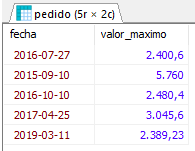 pedido (5r × 2c)
fecha valor_maximo
2016-07-27 2.400,6
2015-09-10 5.760
2016-10-10 2.480,4
2017-04-25 3.045,6
2019-03-11 2.389,23